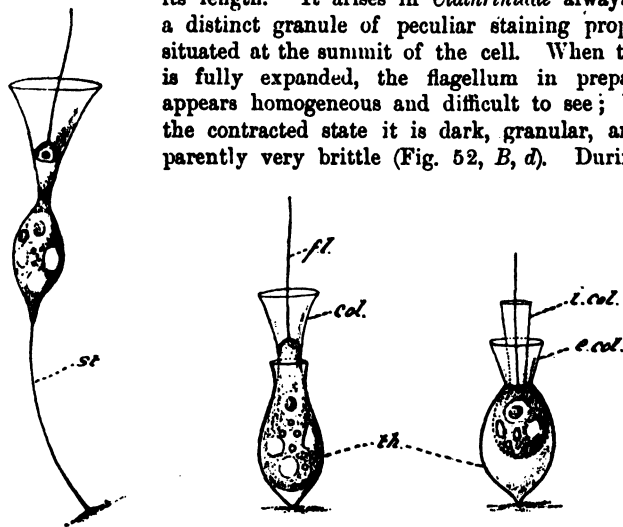 its length. It arises in Clathrinidae always
a distinct granule of peculiar staining prop
situated at the summit of the cell. When t
is fully expanded, the flagellum in prepa
appears homogeneous and difficult to see;
the contracted state it is dark, granular, an
parently very brittle (Fig. 52, B, d). Duri
fl.
i.col.
col.
e.col.
st
th.